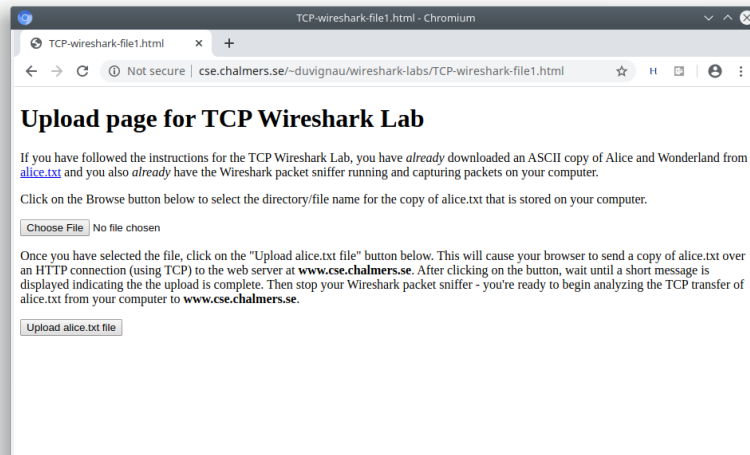 TCP-wireshark-file1.html - Chromium
TCP-wireshark-file1.html
Not secure | cse.chalmers.se/~duvignau/wireshark-labs/TCP-wireshark-file1.html
H
Upload page for TCP Wireshark Lab
If you have followed the instructions for the TCP Wireshark Lab, you have already downloaded an ASCII copy of Alice and Wonderland from
alice.txt and you also already have the Wireshark packet sniffer running and capturing packets on your computer.
Click on the Browse button below to select the directory/file name for the copy of alice.txt that is stored on your computer.
Choose File No file chosen
Once you have selected the file, click on the "Upload alice.txt file" button below. This will cause your browser to send a copy of alice.txt over
an HTTP connection (using TCP) to the web server at www.cse.chalmers.se. After clicking on the button, wait until a short message is
displayed indicating the the upload is complete. Then stop your Wireshark packet sniffer - you're ready to begin analyzing the TCP transfer of
alice.txt from your computer to www.cse.chalmers.se.
Upload alice.txt file